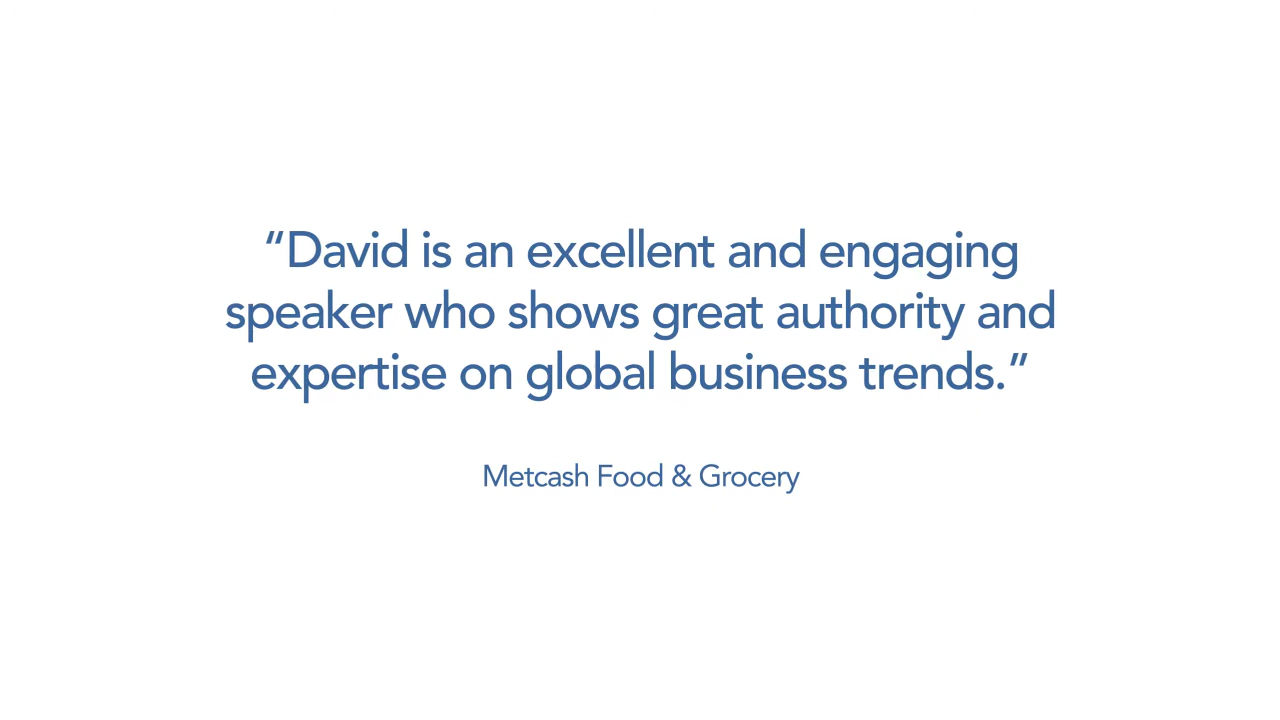 “David is an excellent and engaging
speaker who shows great authority and
expertise on global business trends.”
Metcash Food & Grocery